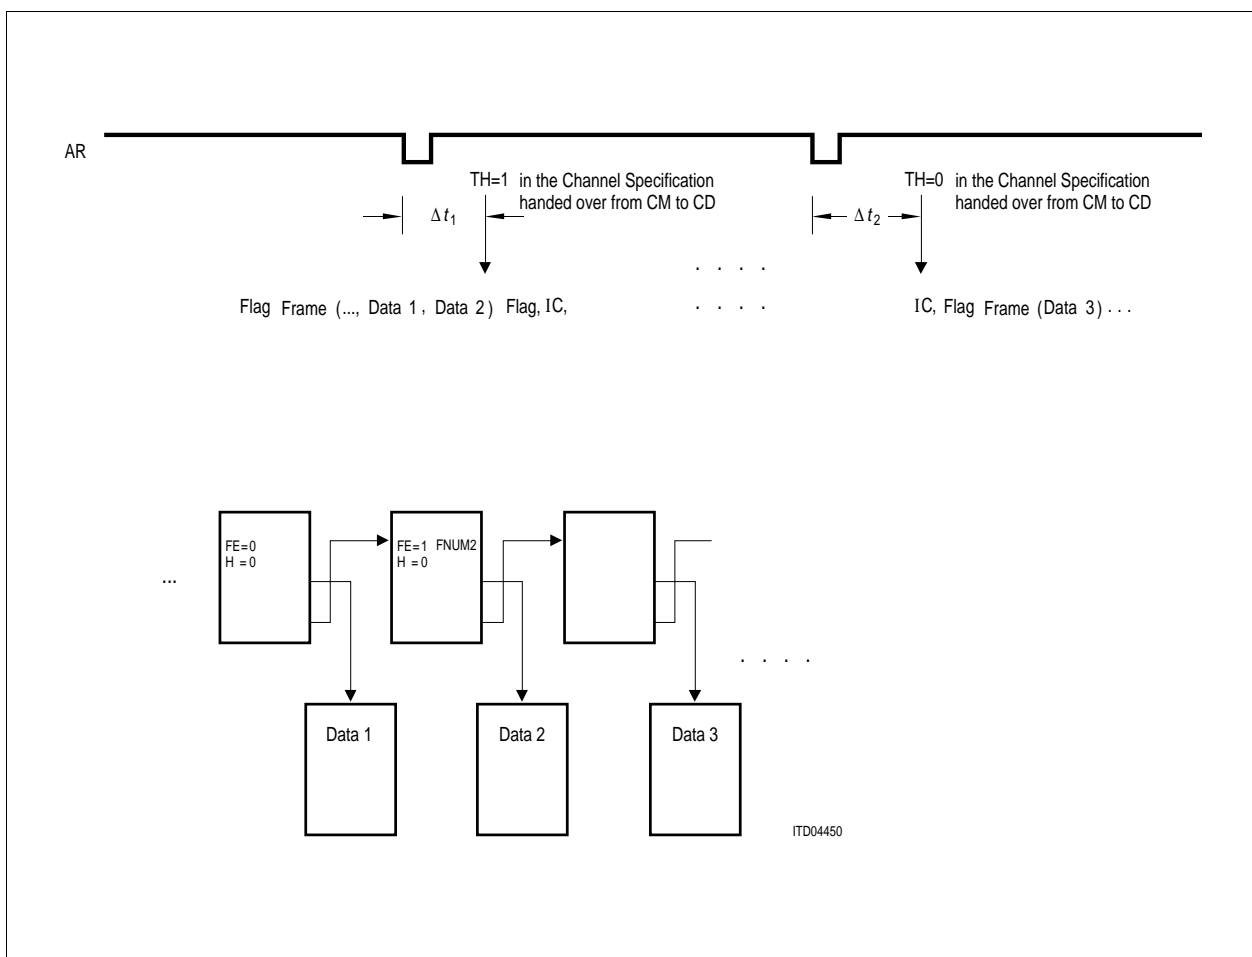 AR
TH=1 in the Channel Specification
handed over from CM to CD
TH=0 in the Channel Specification
handed over from CM to CD
Δt1
Δt2
. . . .
Flag Frame (..., Data 1, Data 2) Flag, IC,
. . . .
IC, Flag Frame (Data 3) . . .
...
FE=0
H = 0
FE=1 FNUM2
H = 0
. . . .
Data 1
Data 2
Data 3
ITD04450